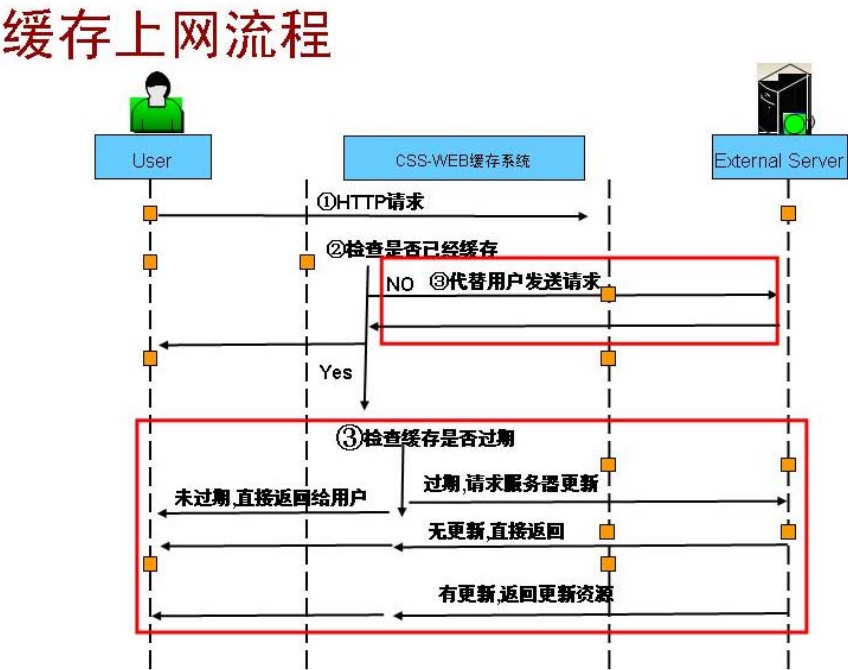 缓存上网流程
User
CSS-WEB缓存系统
External Server
①HTTP请求
②检查是否已经缓存
NO ③代替用户发送请求
Yes
③检查缓存是否过期
过期,请求服务器更新
未过期,直接返回给用户
无更新,直接返回
有更新,返回更新资源